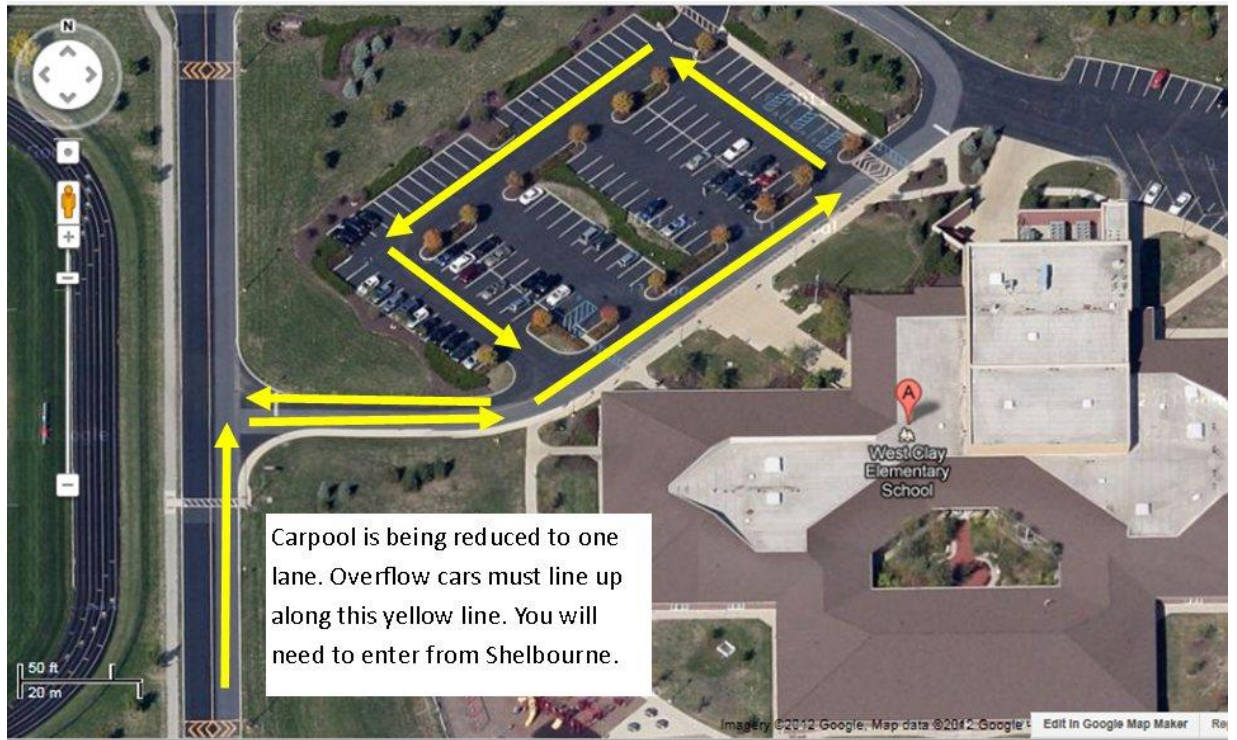 N
A
West Clay
Elementary
School
Carpool is being reduced to one
lane. Overflow cars must line up
along this yellow line. You will
need to enter from Shelbourne.
50 ft
20 m
Imagery ©2012 Google, Map data ©2012 Google
Edit in Google Map Maker